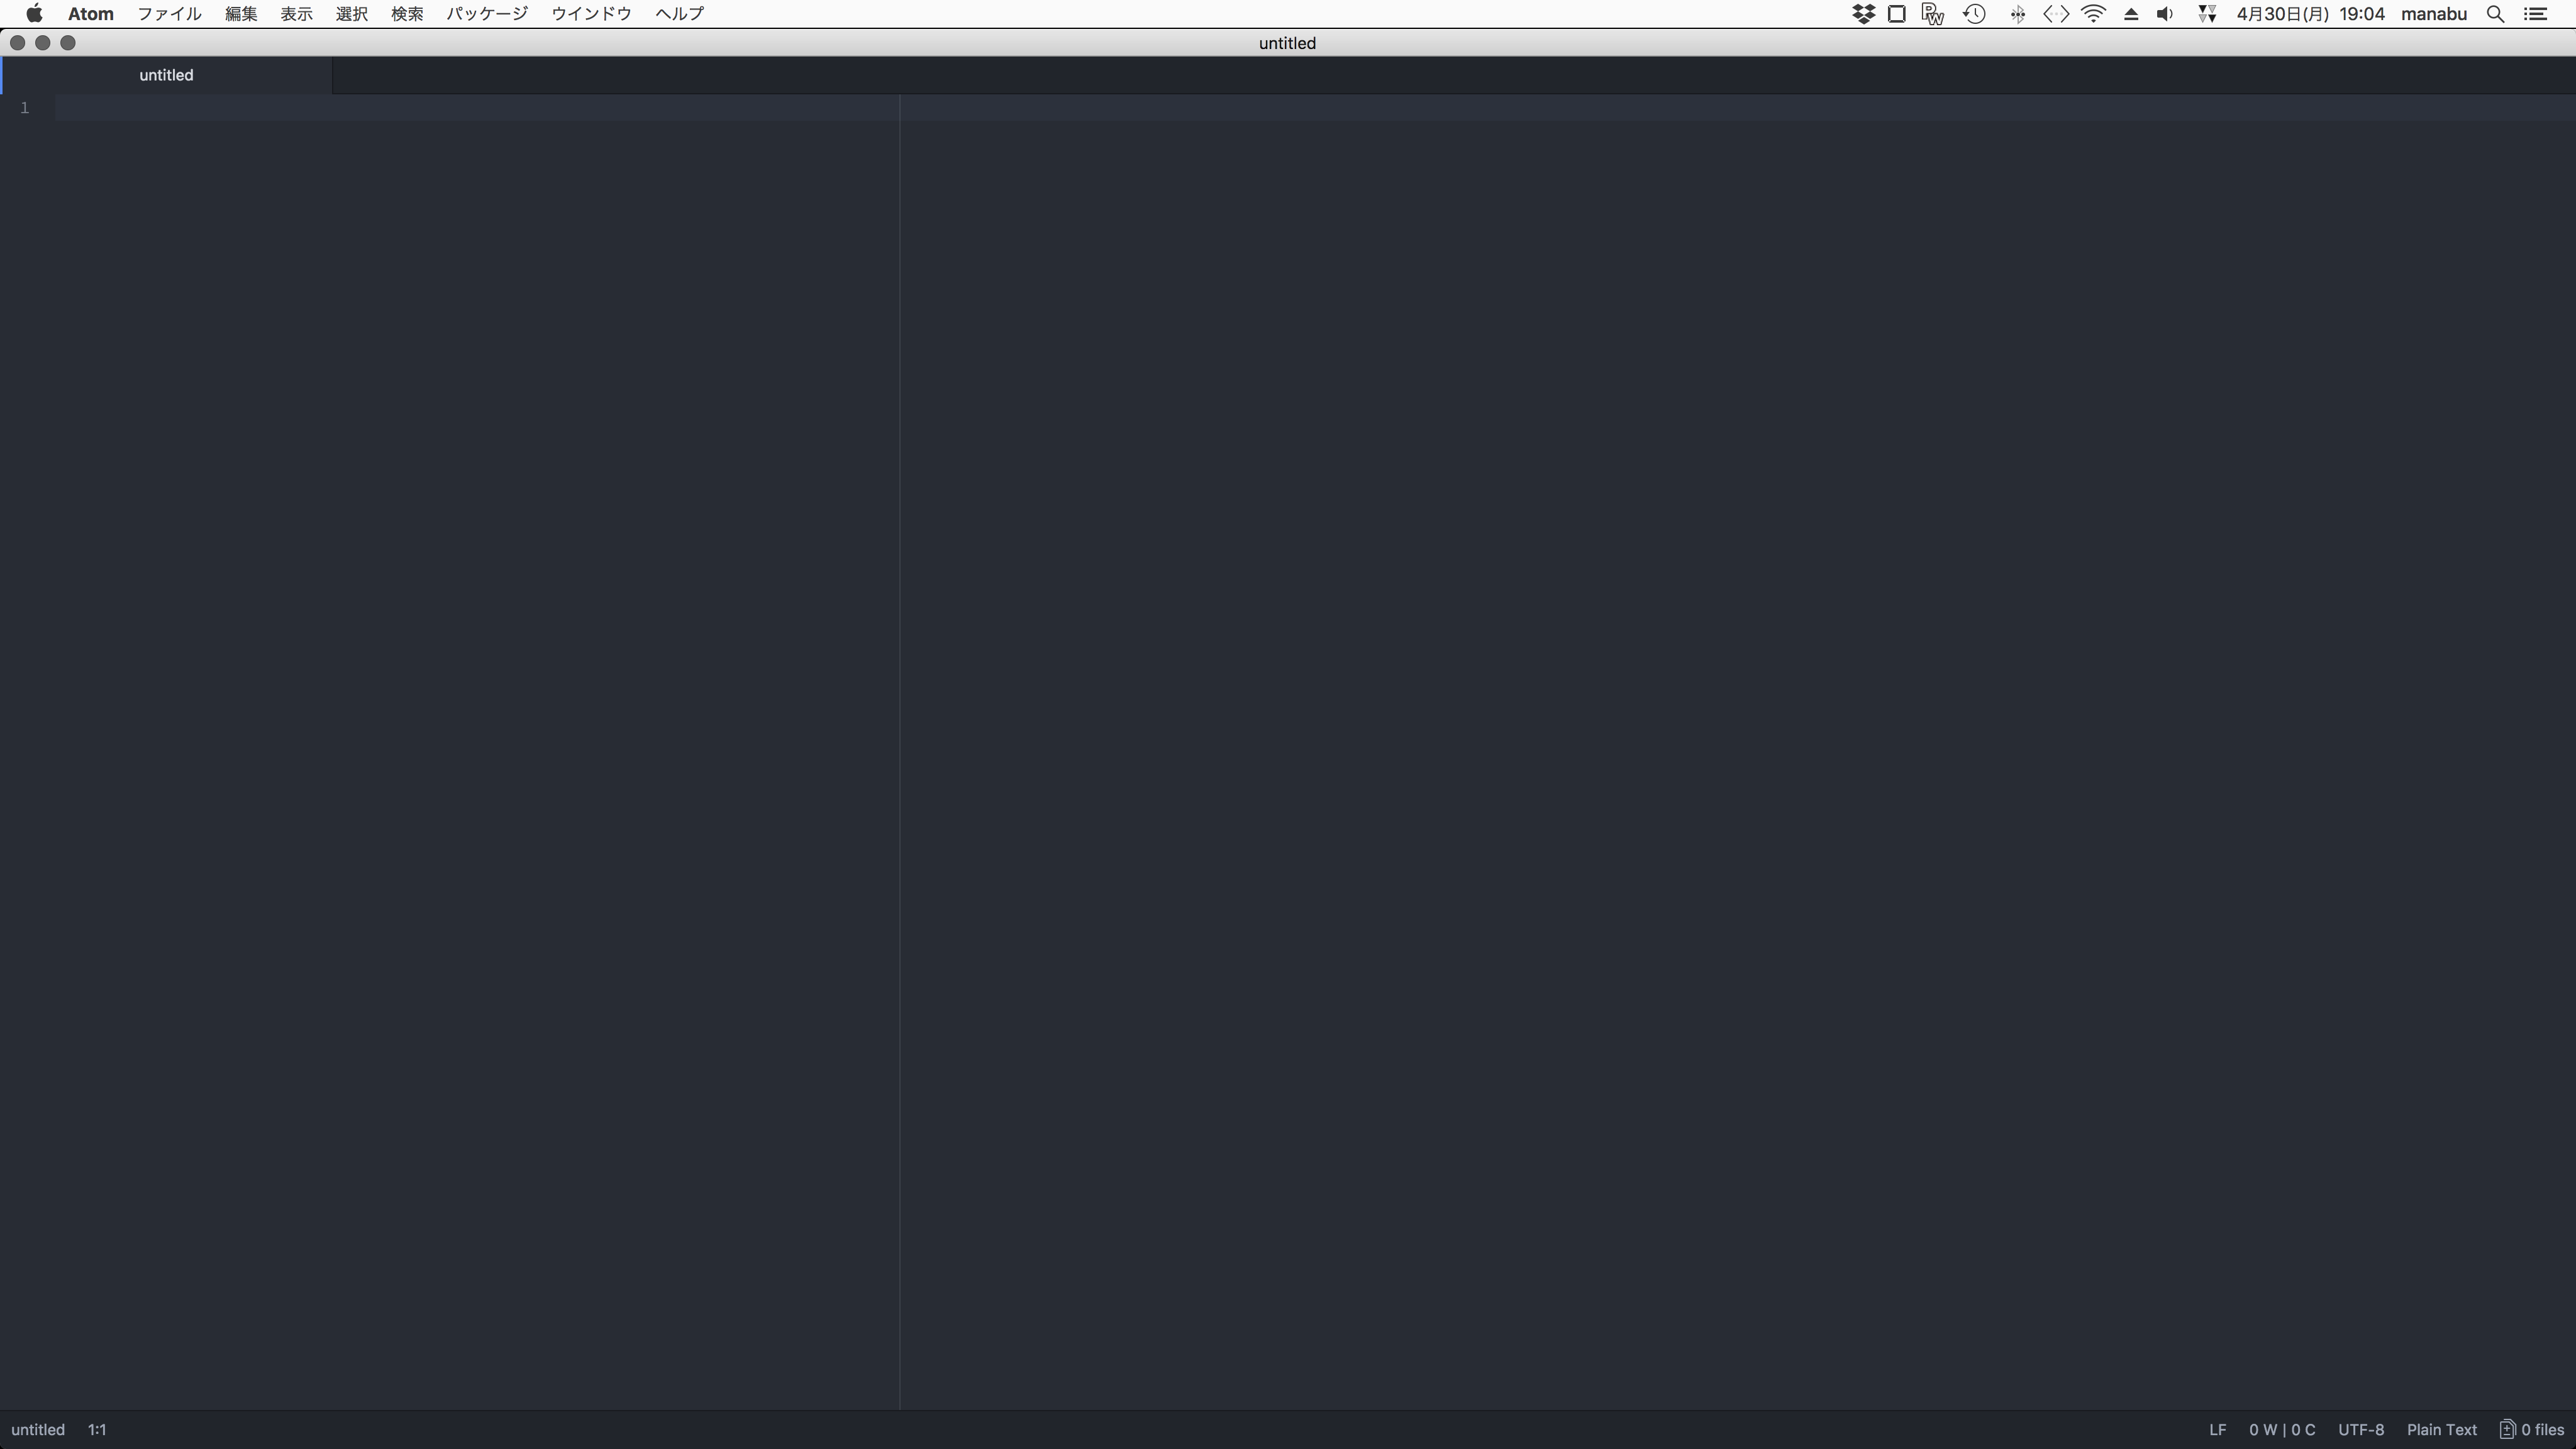 Atom ファイル 編集 表示 選択 検索 パッケージ ウインドウ ヘルプ 4月30日(月) 19:04 manabu
untitled
untitled
1
untitled 1:1 LF 0 W | 0 C UTF-8 Plain Text 0 files